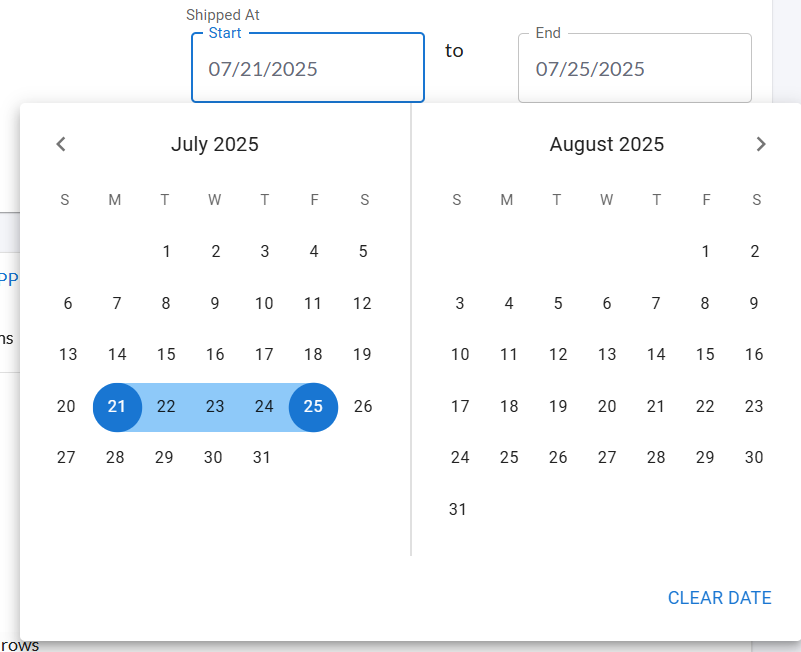 Shipped At
Start
07/21/2025
to
End
07/25/2025
July 2025
S M T W T F S
1 2 3 4 5
6 7 8 9 10 11 12
13 14 15 16 17 18 19
20 21 22 23 24 25 26
27 28 29 30 31
August 2025
S M T W T F S
1 2
3 4 5 6 7 8 9
10 11 12 13 14 15 16
17 18 19 20 21 22 23
24 25 26 27 28 29 30
31
CLEAR DATE
PP
ns
rows